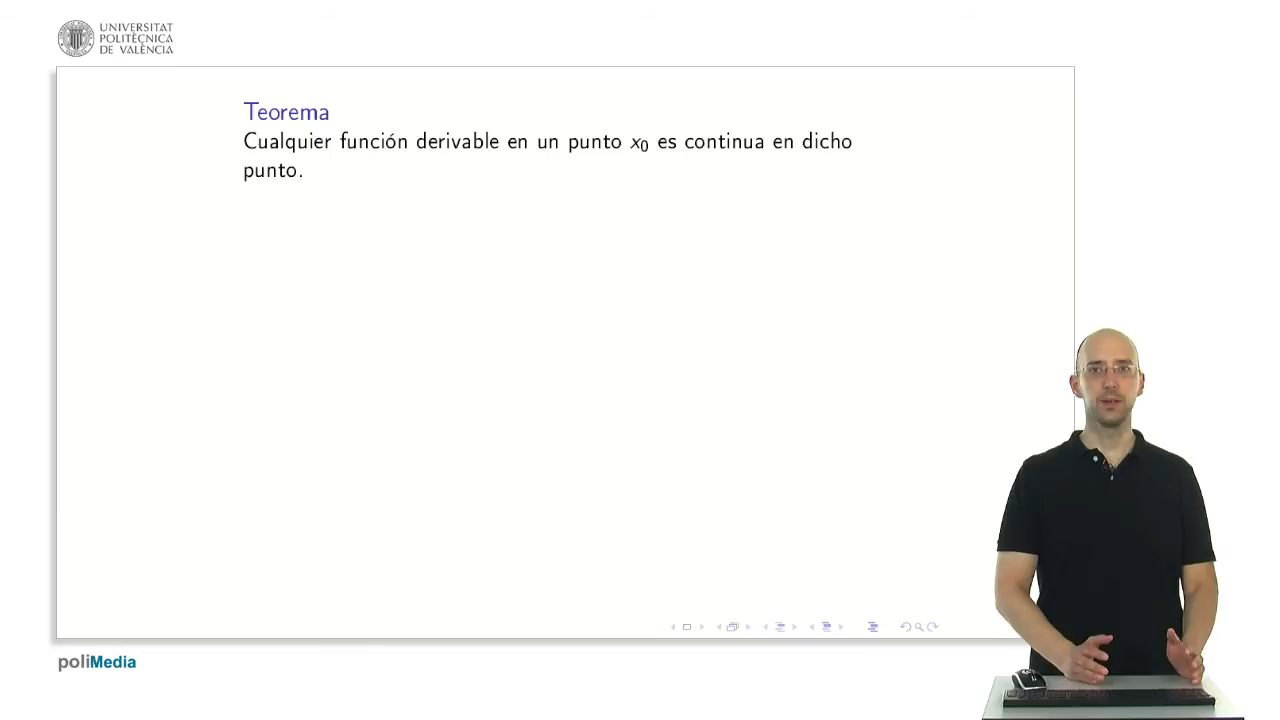 UNIVERSITAT
POLITÈCNICA
DE VALÈNCIA
Teorema
Cualquier función derivable en un punto x₀ es continua en dicho
punto.
poliMedia